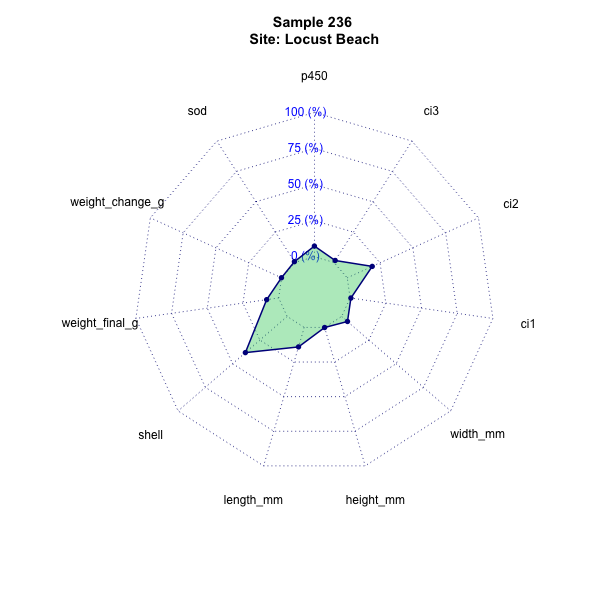 Sample 236
Site: Locust Beach
p450
sod
ci3
100 (%)
75 (%)
50 (%)
25 (%)
0 (%)
weight_change_g
ci2
weight_final_g
ci1
shell
width_mm
length_mm
height_mm